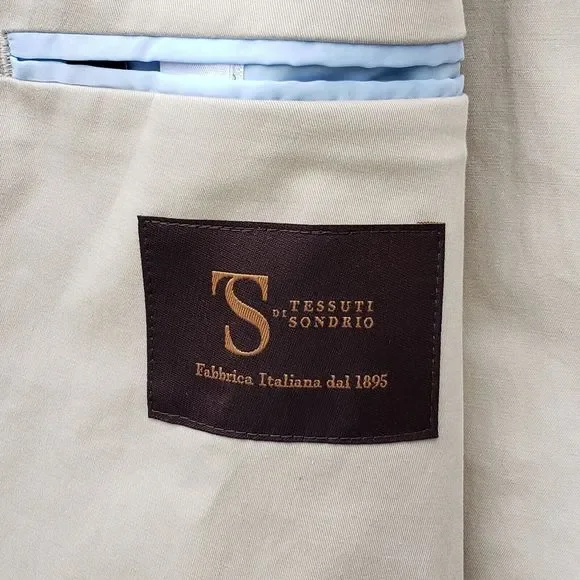 TS DI TESSUTI
SONDRIO
Fabbrica Italiana dal 1895